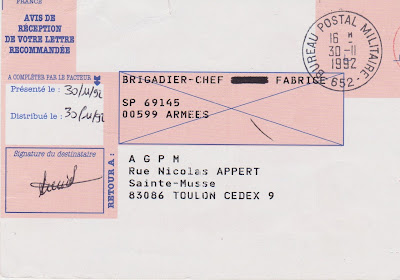 FRANCE
AVIS DE
RÉCEPTION
DE VOTRE LETTRE
RECOMMANDÉE
A COMPLÉTER PAR LE FACTEUR
Présenté le : 30/11/92
Distribué le : 30/11/92
Signature du destinataire
RETOUR A :
BRIGADIER-CHEF FABRICE
SP 69145
00599 ARMEES
A G P M
Rue Nicolas APPERT
Sainte-Musse
83086 TOULON CEDEX 9
BUREAU POSTAL MILITAIRE
16 H
30-11
1992
652